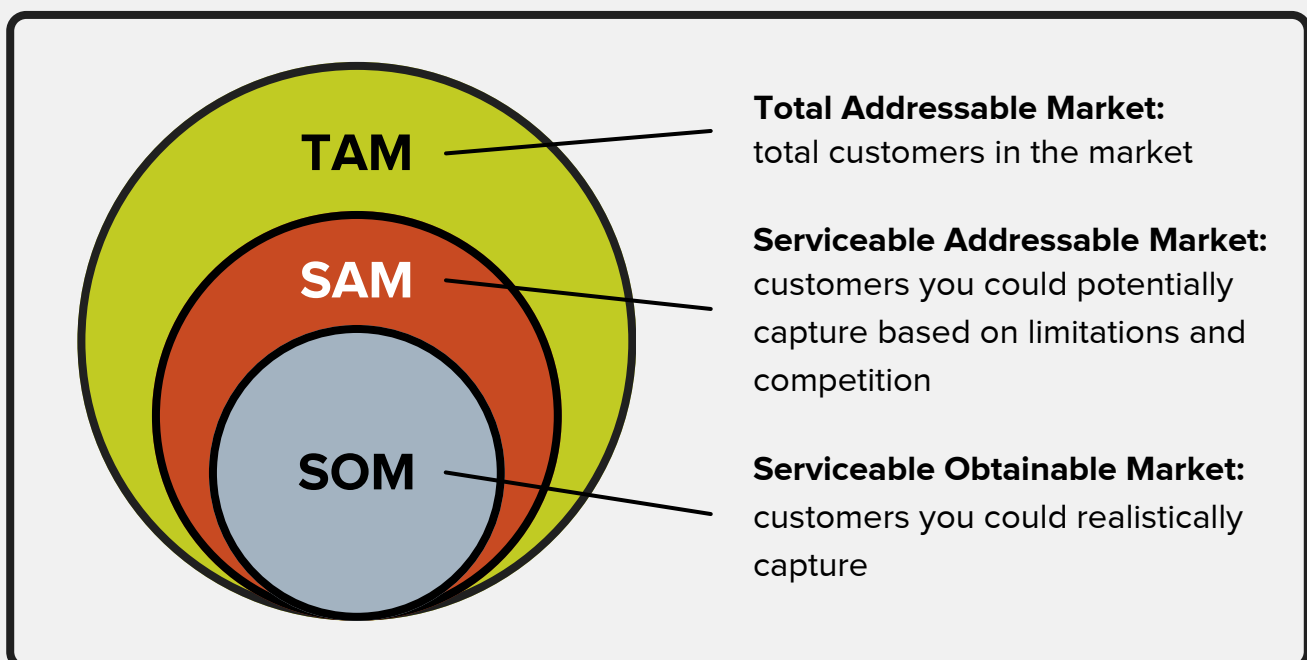 TAM
SAM
SOM
Total Addressable Market:
total customers in the market
Serviceable Addressable Market:
customers you could potentially
capture based on limitations and
competition
Serviceable Obtainable Market:
customers you could realistically
capture